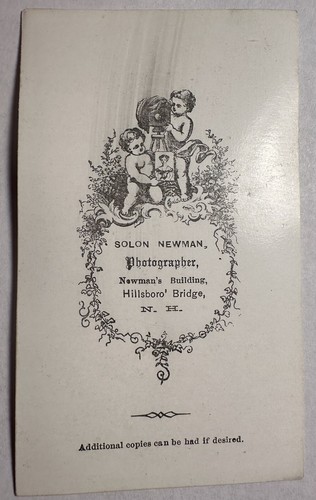 SOLON NEWMAN,
Photographer,
Newman's Building,
Hillsboro' Bridge,
N. H.
Additional copies can be had if desired.